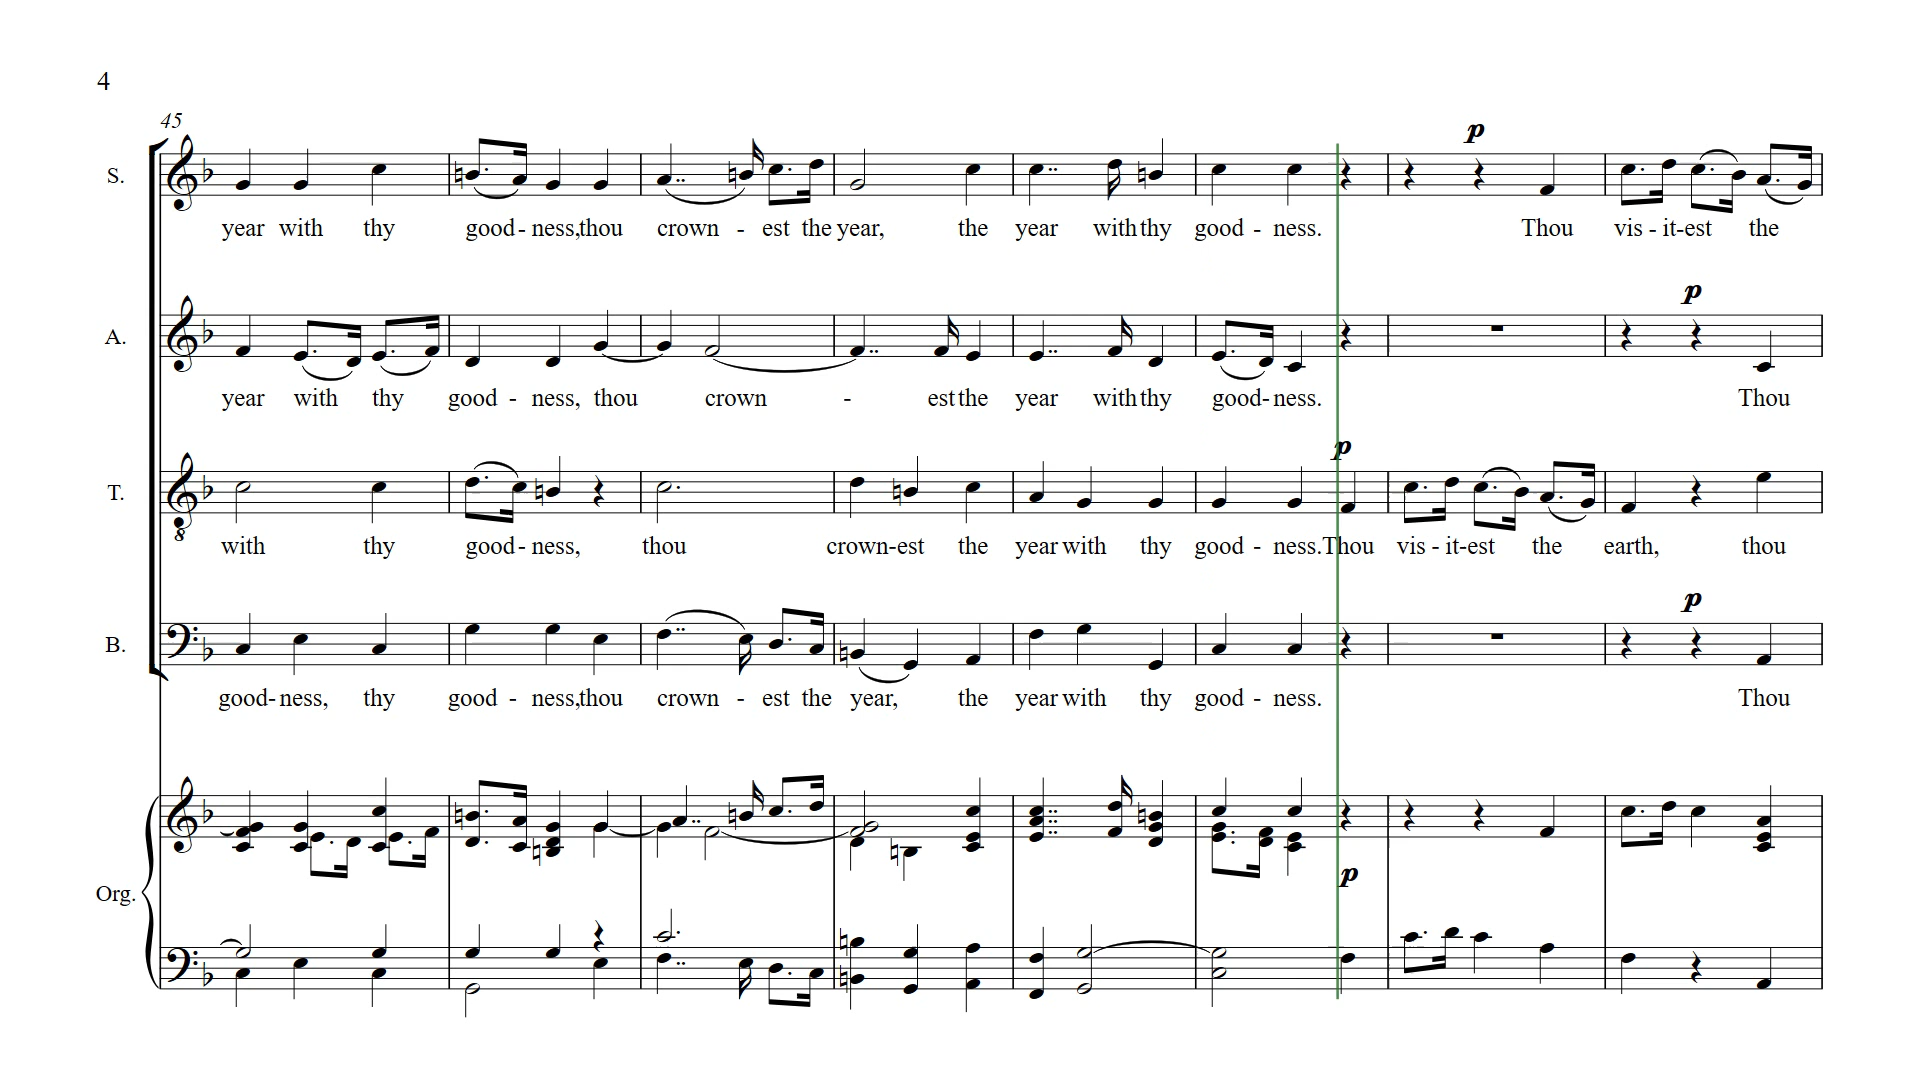 4
45
p
S.
year with thy good - ness,thou crown - est the year, the year with thy good - ness. Thou vis - it-est the
p
A.
year with thy good - ness, thou crown - est the year with thy good- ness. Thou
p
T.
8
with thy good - ness, thou crown-est the year with thy good - ness.Thou vis - it-est the earth, thou
p
B.
good- ness, thy good - ness,thou crown - est the year, the year with thy good - ness. Thou
p
Org.